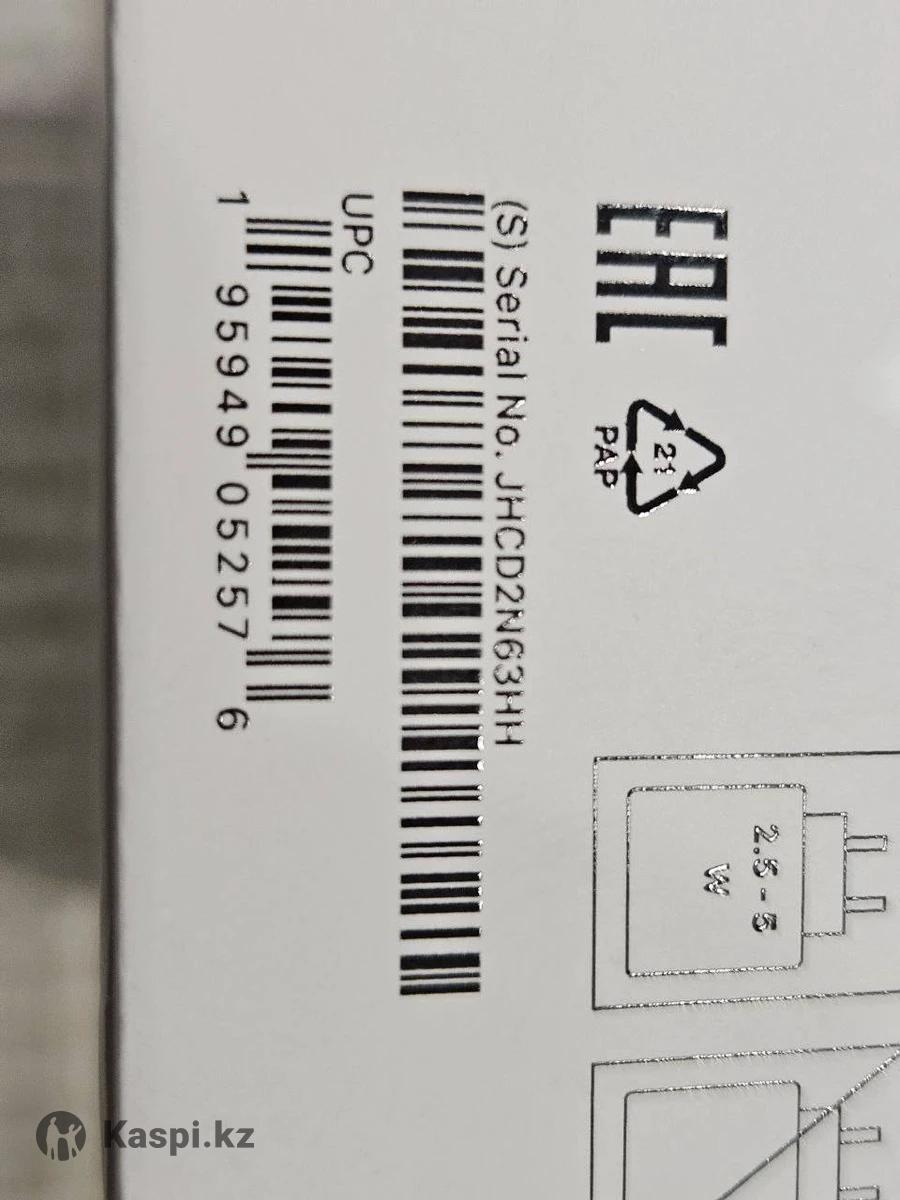 EAC
21
PAP
(S) Serial No. JHCD2N63HH
UPC
1 95949 05257 6
2.5 - 5
W
Kaspi.kz